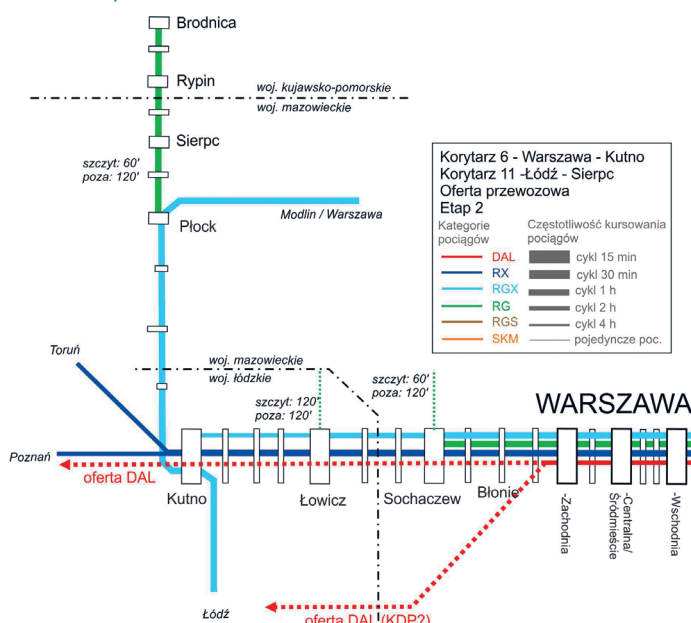 Brodnica
Rypin
woj. kujawsko-pomorskie
woj. mazowieckie
Sierpc
szczyt: 60'
poza: 120'
Płock
Modlin / Warszawa
Korytarz 6 - Warszawa - Kutno
Korytarz 11 -Łódź - Sierpc
Oferta przewozowa
Etap 2
Kategorie pociągów
Częstotliwość kursowania pociągów
DAL
cykl 15 min
RX
cykl 30 min
RGX
cykl 1 h
RG
cykl 2 h
RGS
cykl 4 h
SKM
pojedyncze poc.
Toruń
woj. mazowieckie
woj. łódzkie
szczyt: 120'
poza: 120'
szczyt: 60'
poza: 120'
WARSZAWA
Poznań
oferta DAL
Kutno
Łowicz
Sochaczew
Błonie
-Zachodnia
-Centralna/
Śródmieście
-Wschodnia
Łódź
oferta DAL (KDP?)